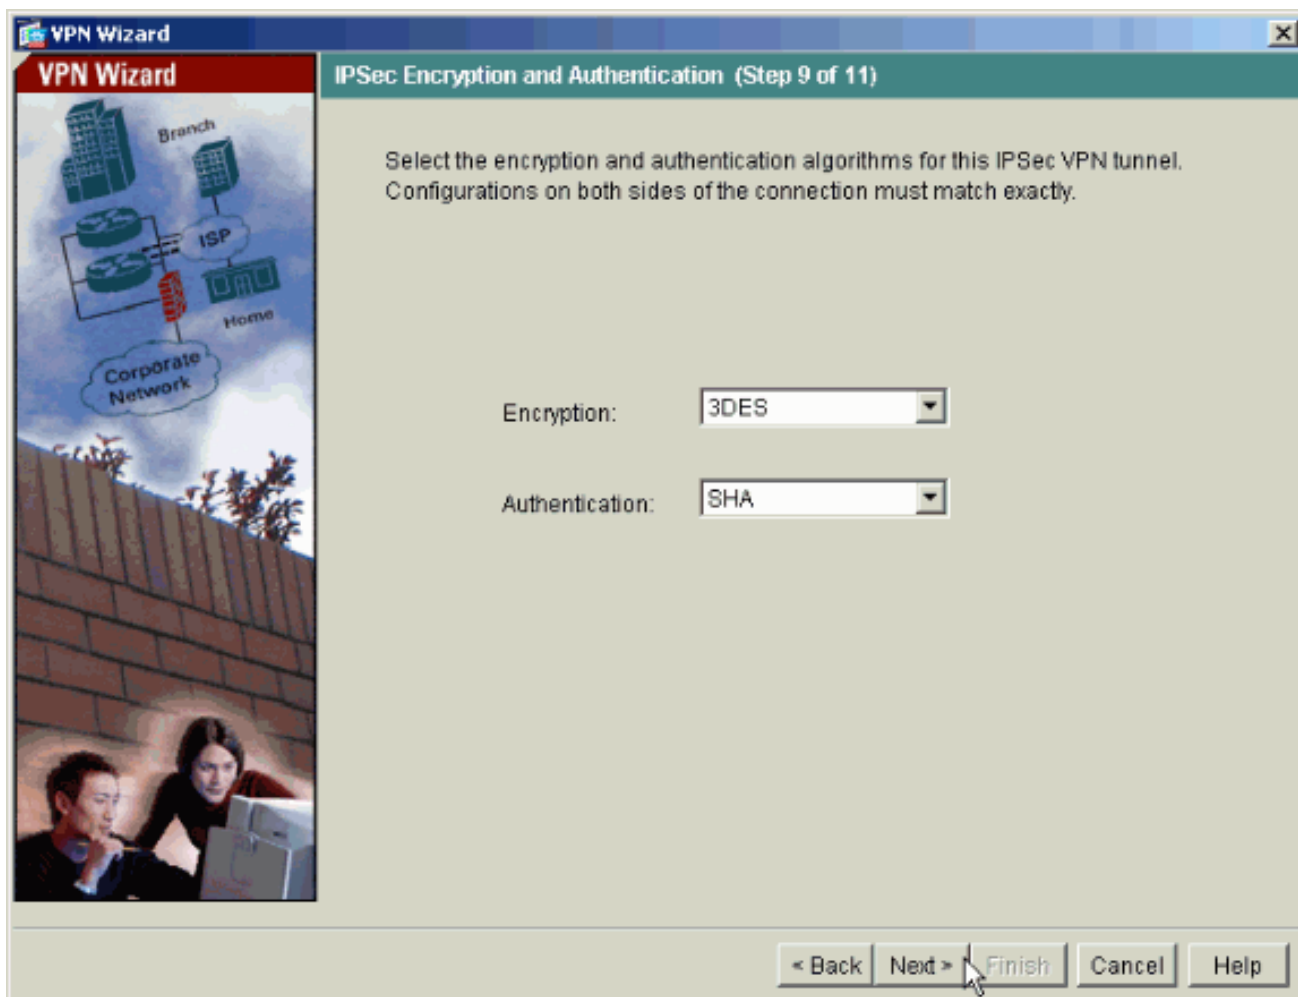 VPN Wizard
VPN Wizard
IPSec Encryption and Authentication (Step 9 of 11)
Branch
ISP
Home
Corporate
Network
Select the encryption and authentication algorithms for this IPSec VPN tunnel.
Configurations on both sides of the connection must match exactly.
Encryption: 3DES
Authentication: SHA
< Back Next > Finish Cancel Help